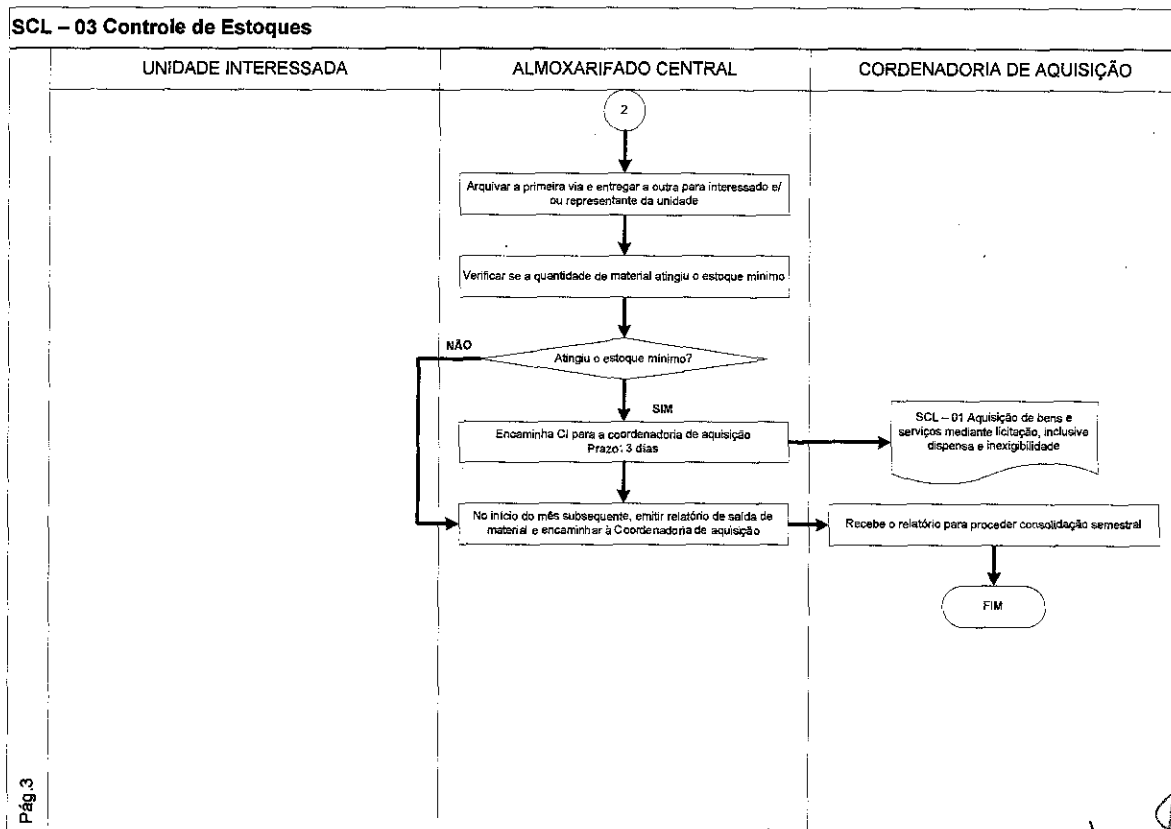 SCL – 03 Controle de Estoques
UNIDADE INTERESSADA
ALMOXARIFADO CENTRAL
CORDENADORIA DE AQUISIÇÃO
2
Arquivar a primeira via e entregar a outra para interessado e/
ou representante da unidade
Verificar se a quantidade de material atingiu o estoque mínimo
NÃO
Atingiu o estoque mínimo?
SIM
Encaminha CI para a coordenadoria de aquisição
Prazo: 3 dias
SCL – 01 Aquisição de bens e
serviços mediante licitação, inclusive
dispensa e inexigibilidade
No início do mês subsequente, emitir relatório de saída de
material e encaminhar à Coordenadoria de aquisição
Recebe o relatório para proceder consolidação semestral
FIM
Pág.3